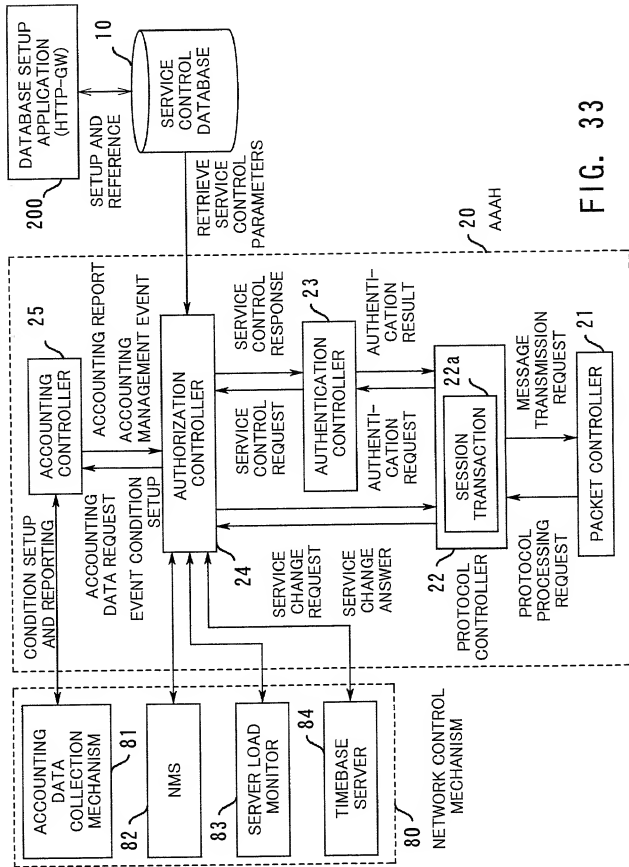 DATABASE SETUP
APPLICATION
(HTTP-GW)
200
SETUP AND
REFERENCE
10
SERVICE
CONTROL
DATABASE
RETRIEVE
SERVICE
CONTROL
PARAMETERS
20
AAAH
25
ACCOUNTING
CONTROLLER
CONDITION SETUP
AND REPORTING
ACCOUNTING REPORT
ACCOUNTING
MANAGEMENT EVENT
ACCOUNTING
DATA REQUEST
EVENT CONDITION
SETUP
AUTHORIZATION
CONTROLLER
24
SERVICE
CONTROL
RESPONSE
SERVICE
CONTROL
REQUEST
23
AUTHENTICATION
CONTROLLER
AUTHENTI-
CATION
RESULT
AUTHENTI-
CATION
REQUEST
SERVICE
CHANGE
REQUEST
SERVICE
CHANGE
ANSWER
22a
SESSION
TRANSACTION
22
PROTOCOL
CONTROLLER
MESSAGE
TRANSMISSION
REQUEST
PROTOCOL
PROCESSING
REQUEST
21
PACKET CONTROLLER
ACCOUNTING
DATA
COLLECTION
MECHANISM
81
82
NMS
83
SERVER LOAD
MONITOR
84
TIMEBASE
SERVER
80
NETWORK CONTROL
MECHANISM
FIG. 33